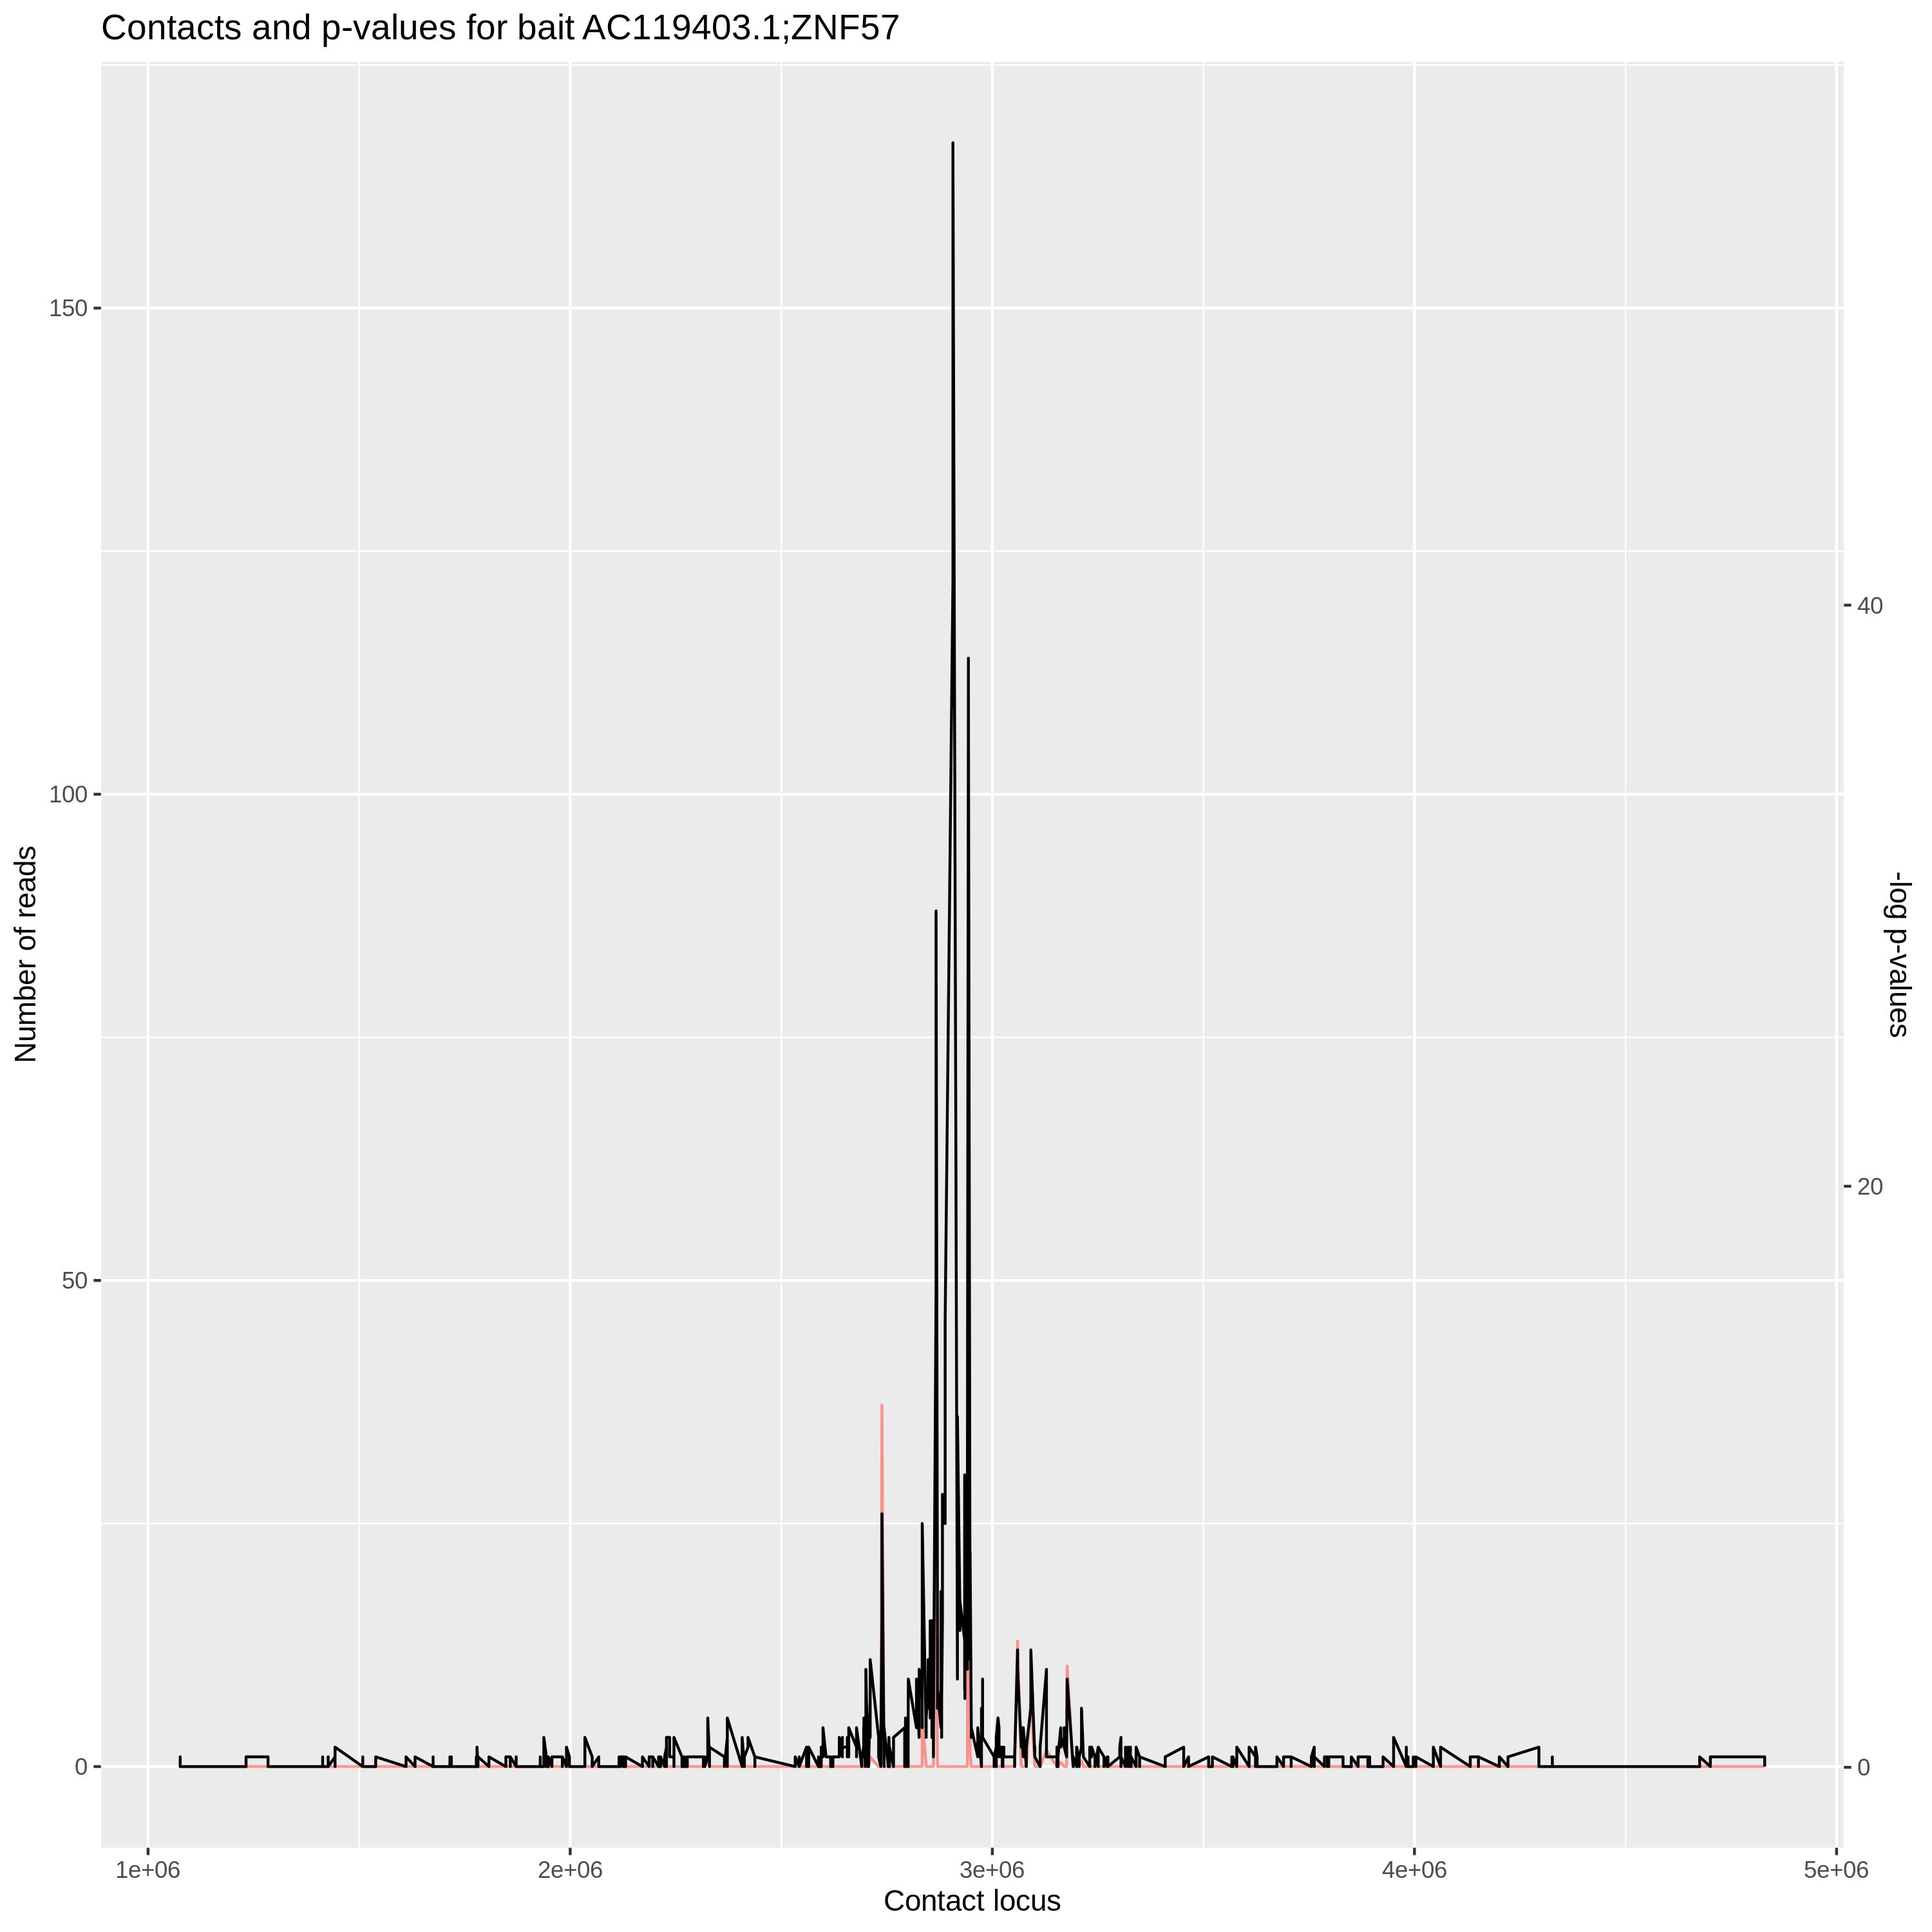 Contacts and p-values for bait AC119403.1;ZNF57
150
100
50
0
Number of reads
40
20
0
-log p-values
1e+06
2e+06
3e+06
4e+06
5e+06
Contact locus